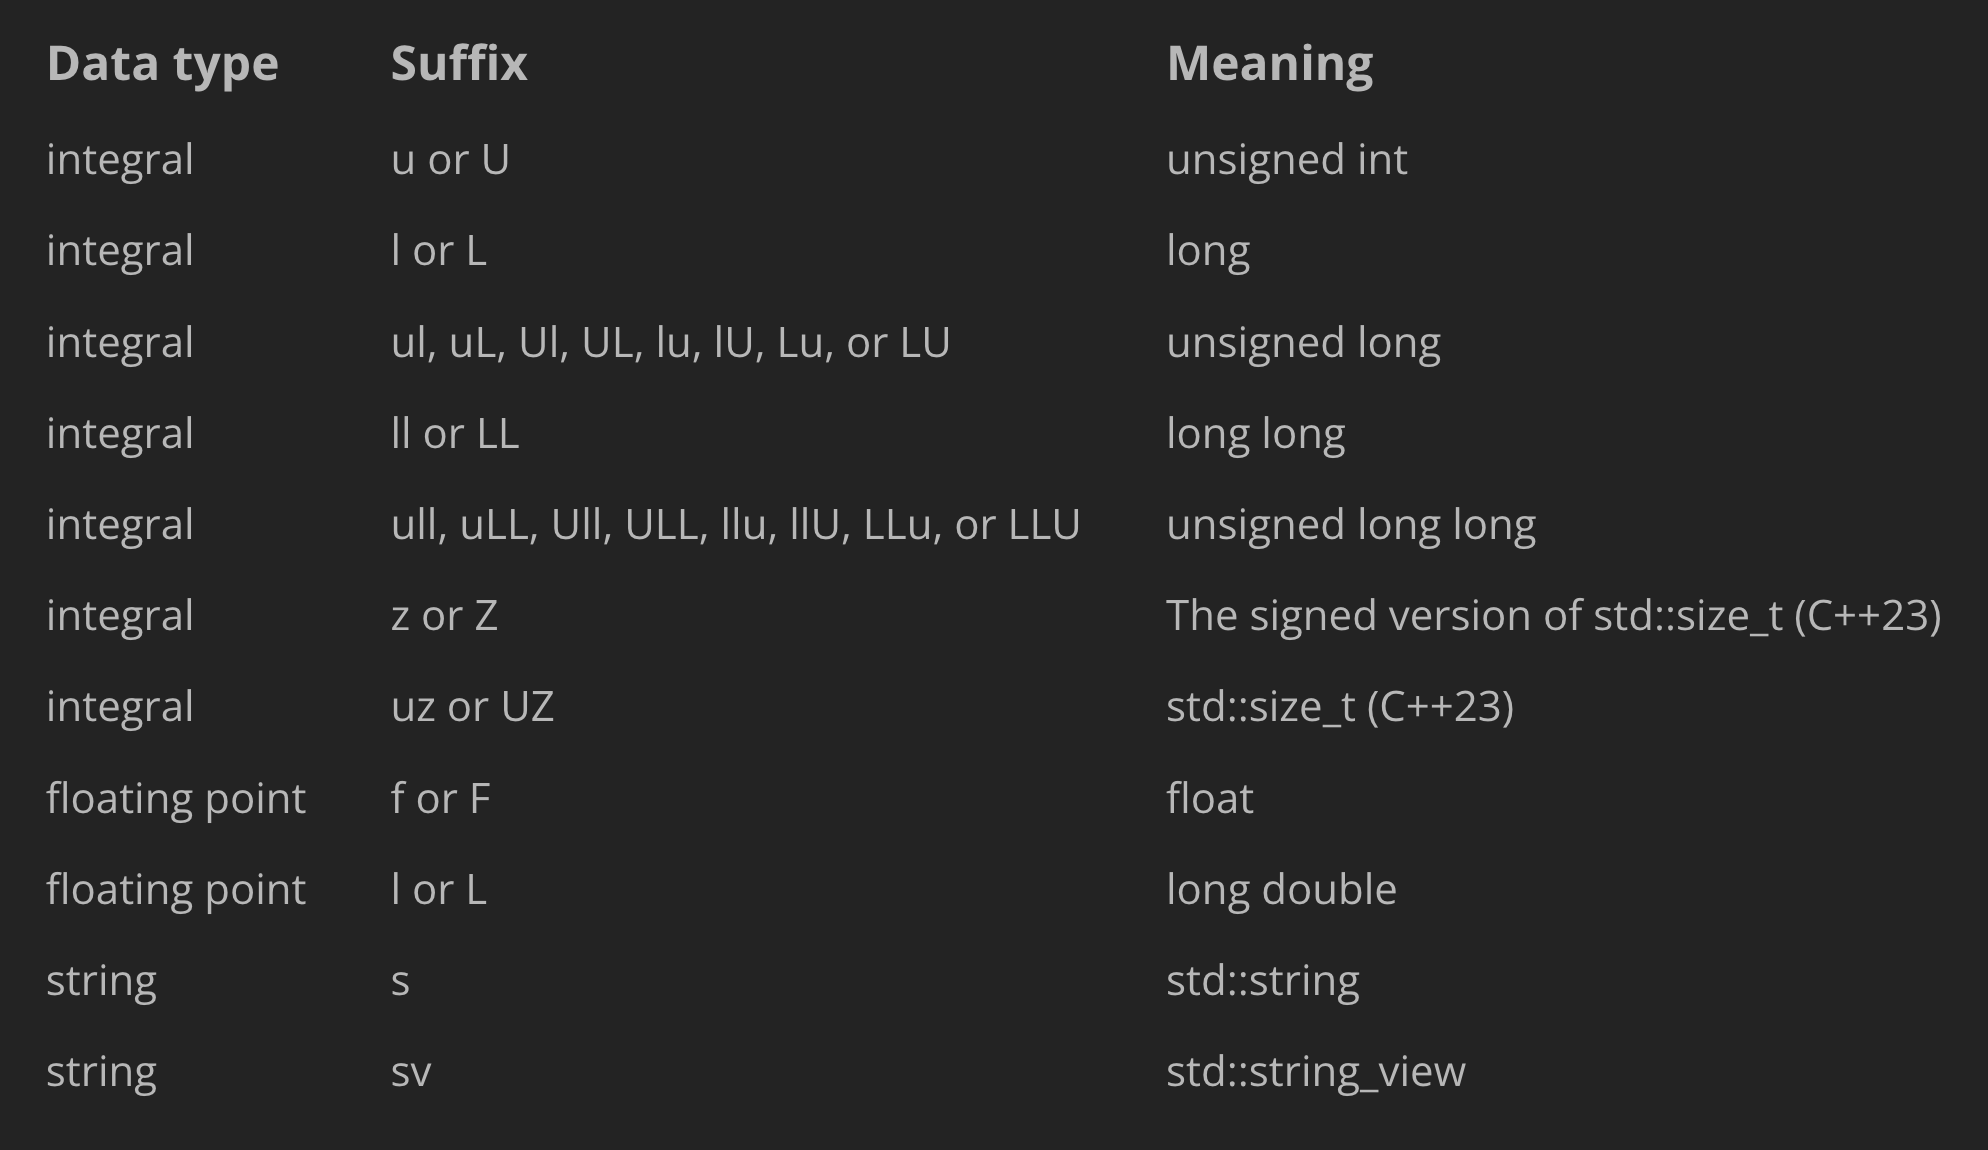 Data type Suffix Meaning
integral u or U unsigned int
integral l or L long
integral ul, uL, Ul, UL, lu, lU, Lu, or LU unsigned long
integral ll or LL long long
integral ull, uLL, Ull, ULL, llu, llU, LLu, or LLU unsigned long long
integral z or Z The signed version of std::size_t (C++23)
integral uz or UZ std::size_t (C++23)
floating point f or F float
floating point l or L long double
string s std::string
string sv std::string_view